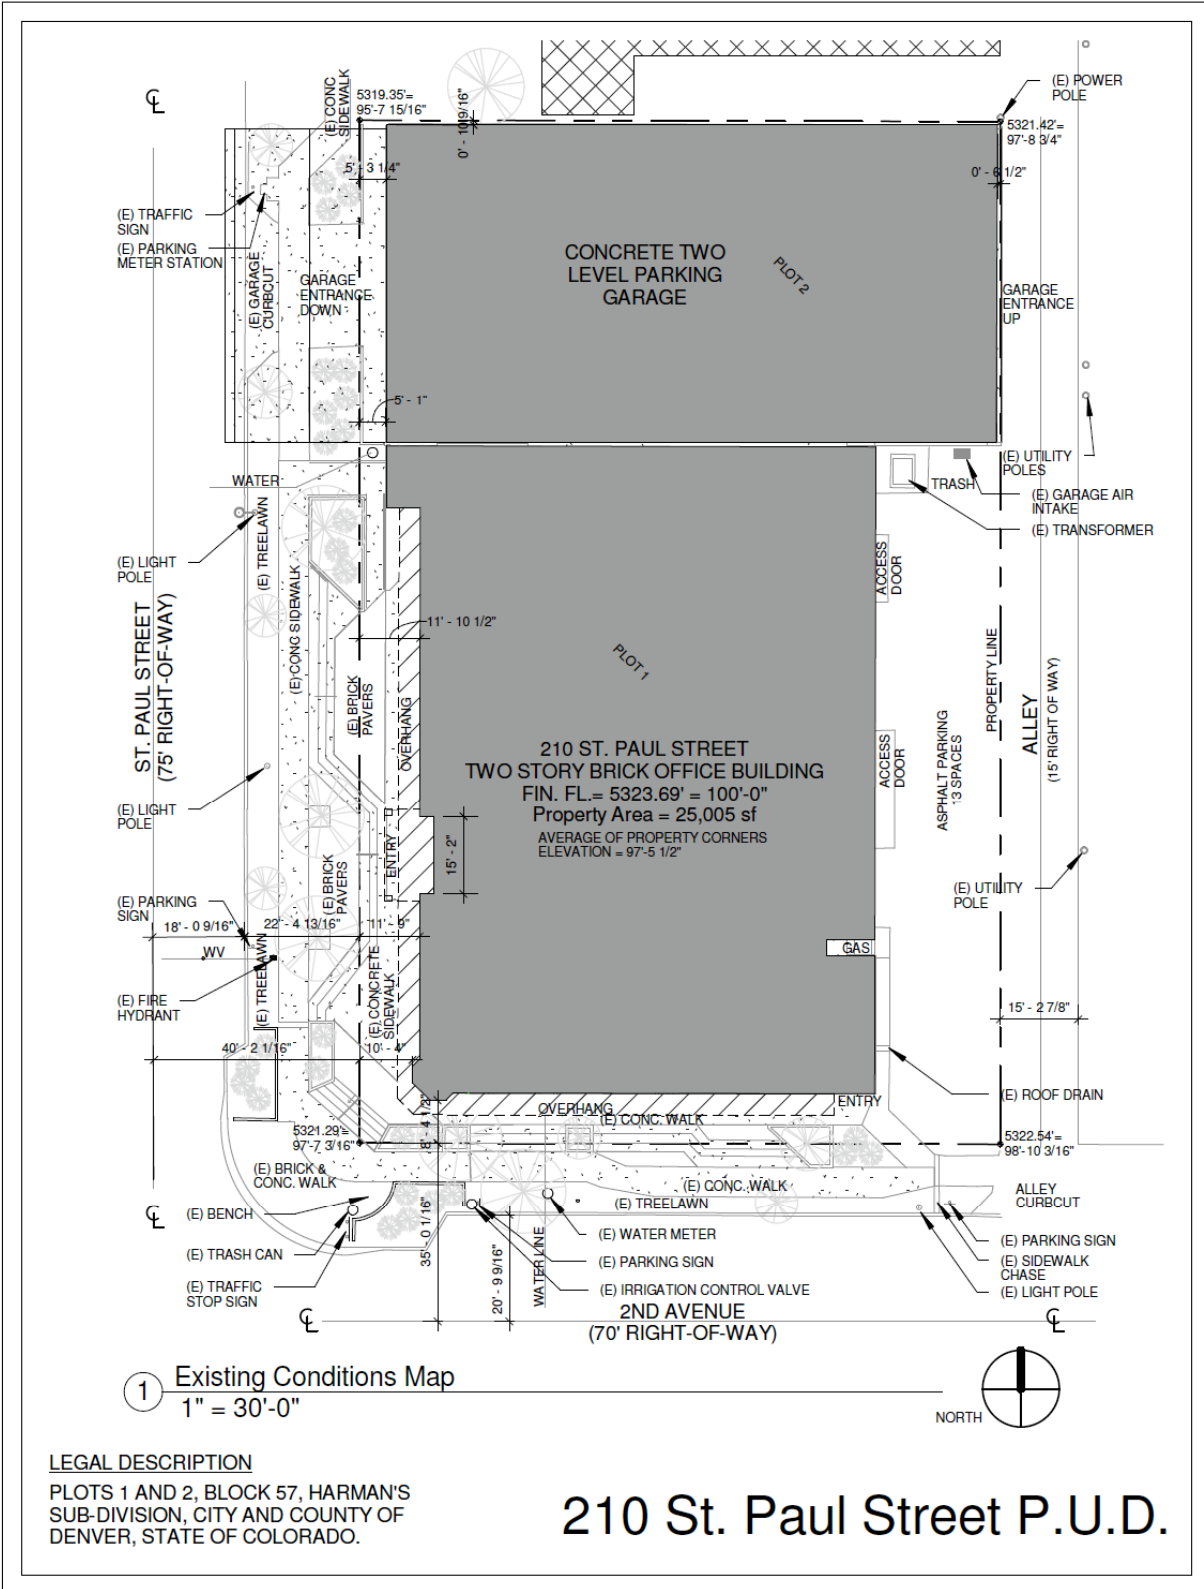 ℄
(E) CONC
SIDEWALK
5319.35'=
95'-7 15/16"
0' - 10 9/16"
(E) POWER
POLE
5321.42'=
97'-8 3/4"
5' - 3 1/4"
0' - 6 1/2"
(E) TRAFFIC
SIGN
(E) PARKING
METER STATION
(E) GARAGE
CURBCUT
GARAGE
ENTRANCE
DOWN
CONCRETE TWO
LEVEL PARKING
GARAGE
PLOT 2
GARAGE
ENTRANCE
UP
5' - 1"
WATER
(E) UTILITY
POLES
TRASH
(E) GARAGE AIR
INTAKE
(E) TRANSFORMER
(E) LIGHT
POLE
(E) TREELAWN
(E) CONC SIDEWALK
ACCESS
DOOR
11' - 10 1/2"
ST. PAUL STREET
(75' RIGHT-OF-WAY)
(E) BRICK
PAVERS
OVERHANG
PLOT 1
PROPERTY LINE
ALLEY
(15' RIGHT OF WAY)
210 ST. PAUL STREET
TWO STORY BRICK OFFICE BUILDING
FIN. FL.= 5323.69' = 100'-0"
Property Area = 25,005 sf
AVERAGE OF PROPERTY CORNERS
ELEVATION = 97'-5 1/2"
ACCESS
DOOR
ASPHALT PARKING
13 SPACES
(E) LIGHT
POLE
ENTRY
15' - 2"
(E) BRICK
PAVERS
(E) UTILITY
POLE
(E) PARKING
SIGN
18' - 0 9/16"
22' - 4 13/16"
11' - 9"
WV
GAS
(E) TREELAWN
(E) CONCRETE
SIDEWALK
(E) FIRE
HYDRANT
15' - 2 7/8"
40' - 2 1/16"
10' - 4"
(E) ROOF DRAIN
8' - 4 1/2"
OVERHANG
ENTRY
(E) CONC. WALK
5321.29'=
97'-7 3/16"
5322.54'=
98'-10 3/16"
(E) BRICK &
CONC. WALK
(E) CONC. WALK
ALLEY
CURBCUT
(E) TREELAWN
℄
(E) BENCH
(E) TRASH CAN
(E) TRAFFIC
STOP SIGN
35' - 0 1/16"
20' - 9 9/16"
WATER LINE
(E) WATER METER
(E) PARKING SIGN
(E) IRRIGATION CONTROL VALVE
(E) PARKING SIGN
(E) SIDEWALK
CHASE
(E) LIGHT POLE
℄
2ND AVENUE
(70' RIGHT-OF-WAY)
℄
1
Existing Conditions Map
1" = 30'-0"
NORTH
LEGAL DESCRIPTION
PLOTS 1 AND 2, BLOCK 57, HARMAN'S
SUB-DIVISION, CITY AND COUNTY OF
DENVER, STATE OF COLORADO.
210 St. Paul Street P.U.D.